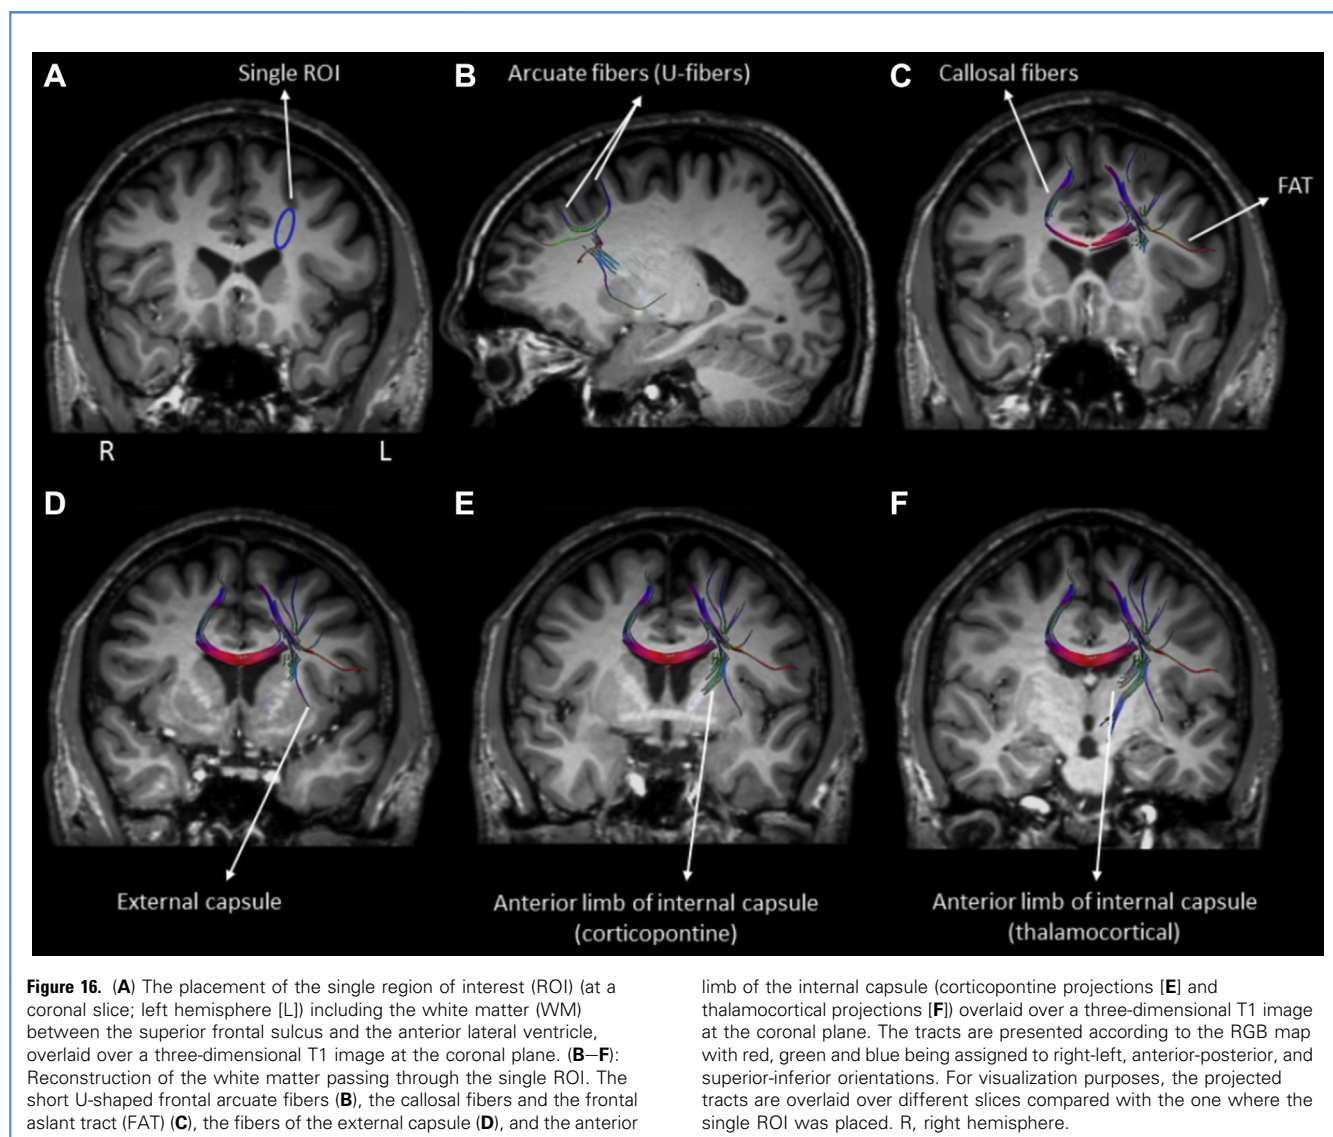 A
Single ROI
B
Arcuate fibers (U-fibers)
C
Callosal fibers
FAT
R
L
D
External capsule
E
Anterior limb of internal capsule
(corticopontine)
F
Anterior limb of internal capsule
(thalamocortical)
Figure 16. (A) The placement of the single region of interest (ROI) (at a
coronal slice; left hemisphere [L]) including the white matter (WM)
between the superior frontal sulcus and the anterior lateral ventricle,
overlaid over a three-dimensional T1 image at the coronal plane. (B–F):
Reconstruction of the white matter passing through the single ROI. The
short U-shaped frontal arcuate fibers (B), the callosal fibers and the frontal
aslant tract (FAT) (C), the fibers of the external capsule (D), and the anterior
limb of the internal capsule (corticopontine projections [E] and
thalamocortical projections [F]) overlaid over a three-dimensional T1 image
at the coronal plane. The tracts are presented according to the RGB map
with red, green and blue being assigned to right-left, anterior-posterior, and
superior-inferior orientations. For visualization purposes, the projected
tracts are overlaid over different slices compared with the one where the
single ROI was placed. R, right hemisphere.